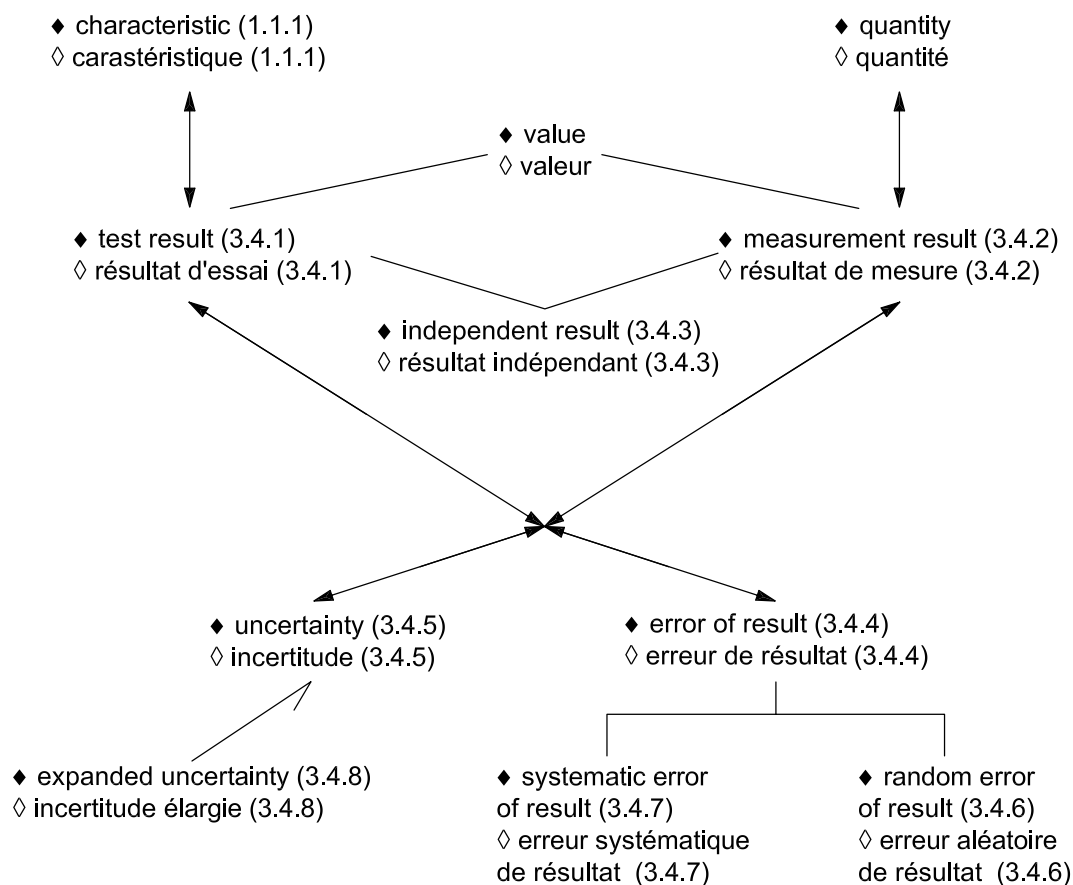 ♦ characteristic (1.1.1)
◊ carastéristique (1.1.1)
♦ quantity
◊ quantité
♦ value
◊ valeur
♦ test result (3.4.1)
◊ résultat d'essai (3.4.1)
♦ measurement result (3.4.2)
◊ résultat de mesure (3.4.2)
♦ independent result (3.4.3)
◊ résultat indépendant (3.4.3)
♦ uncertainty (3.4.5)
◊ incertitude (3.4.5)
♦ error of result (3.4.4)
◊ erreur de résultat (3.4.4)
♦ expanded uncertainty (3.4.8)
◊ incertitude élargie (3.4.8)
♦ systematic error
of result (3.4.7)
◊ erreur systématique
de résultat (3.4.7)
♦ random error
of result (3.4.6)
◊ erreur aléatoire
de résultat (3.4.6)